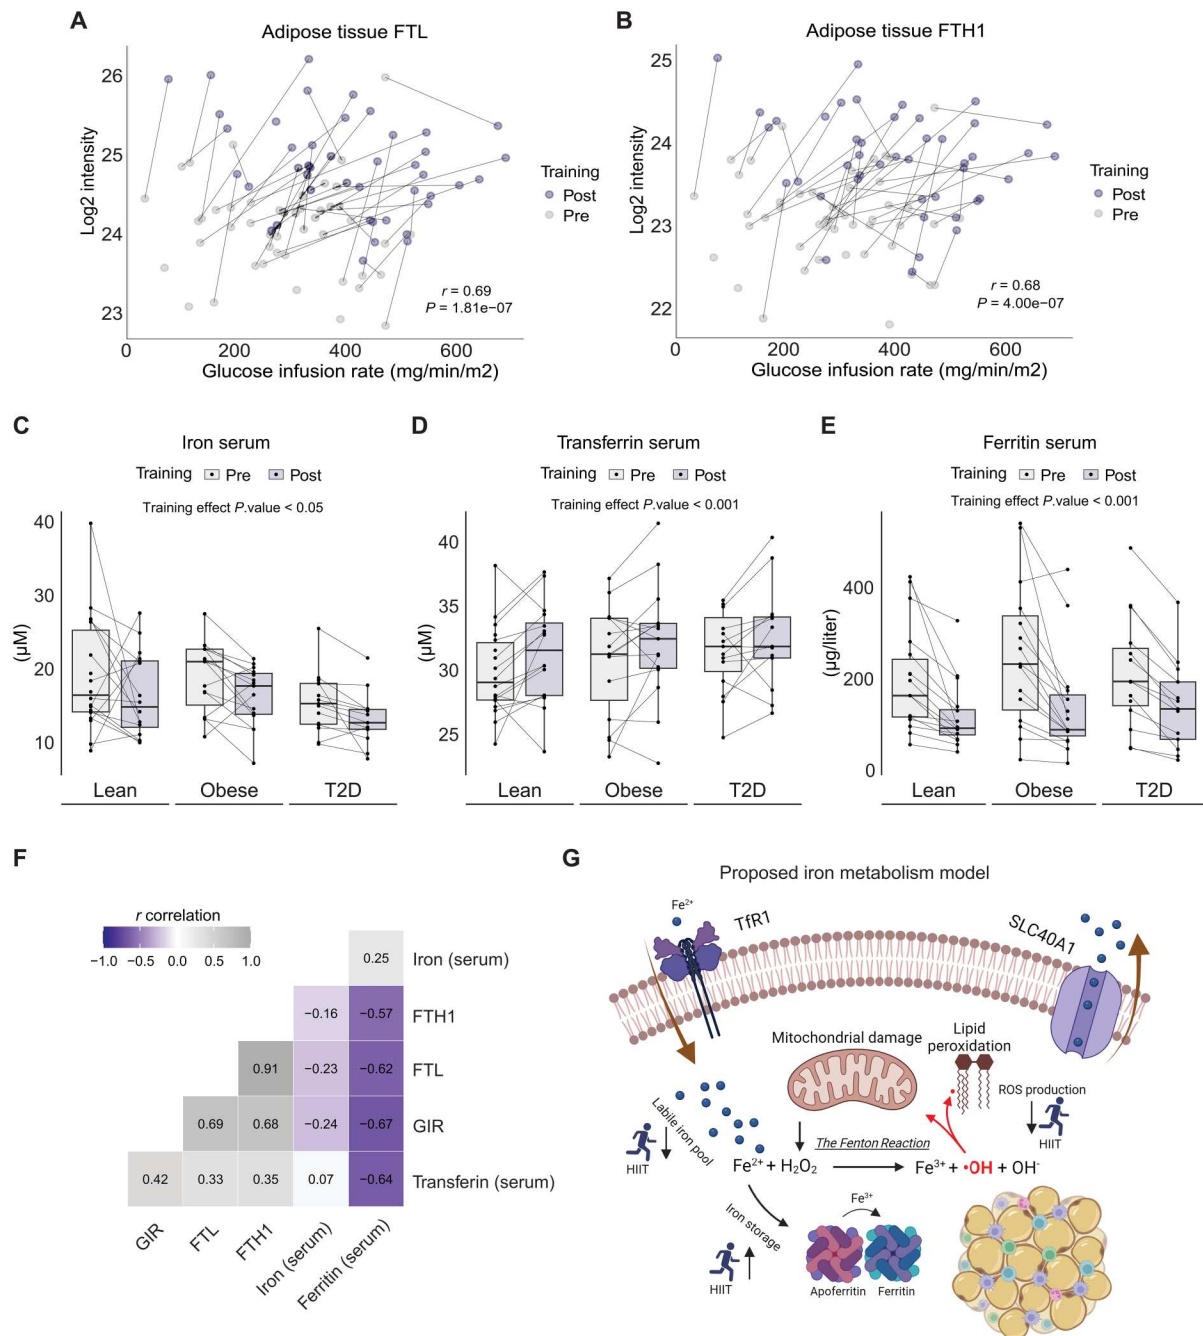 A
Adipose tissue FTL
Log2 intensity
26
25
24
23
0
200
400
600
Glucose infusion rate (mg/min/m2)
Training
Post
Pre
r = 0.69
P = 1.81e−07
B
Adipose tissue FTH1
Log2 intensity
25
24
23
22
0
200
400
600
Glucose infusion rate (mg/min/m2)
Training
Post
Pre
r = 0.68
P = 4.00e−07
C
Iron serum
Training Pre Post
Training effect P.value < 0.05
(µM)
40
30
20
10
Lean Obese T2D
D
Transferrin serum
Training Pre Post
Training effect P.value < 0.001
(µM)
40
35
30
25
Lean Obese T2D
E
Ferritin serum
Training Pre Post
Training effect P.value < 0.001
(µg/liter)
400
200
0
Lean Obese T2D
F
r correlation
−1.0 −0.5 0.0 0.5 1.0
0.25 Iron (serum)
−0.16 −0.57 FTH1
0.91 −0.23 −0.62 FTL
0.69 0.68 −0.24 −0.67 GIR
0.42 0.33 0.35 0.07 −0.64 Transferin (serum)
GIR
FTL
FTH1
Iron (serum)
Ferritin (serum)
G
Proposed iron metabolism model
Fe2+
TfR1
SLC40A1
Mitochondrial damage
Lipid
peroxidation
ROS production
HIIT
Labile iron pool
HIIT
The Fenton Reaction
Fe2+ + H2O2
Fe3+ + •OH + OH-
Iron storage
HIIT
Fe3+
Apoferritin
Ferritin